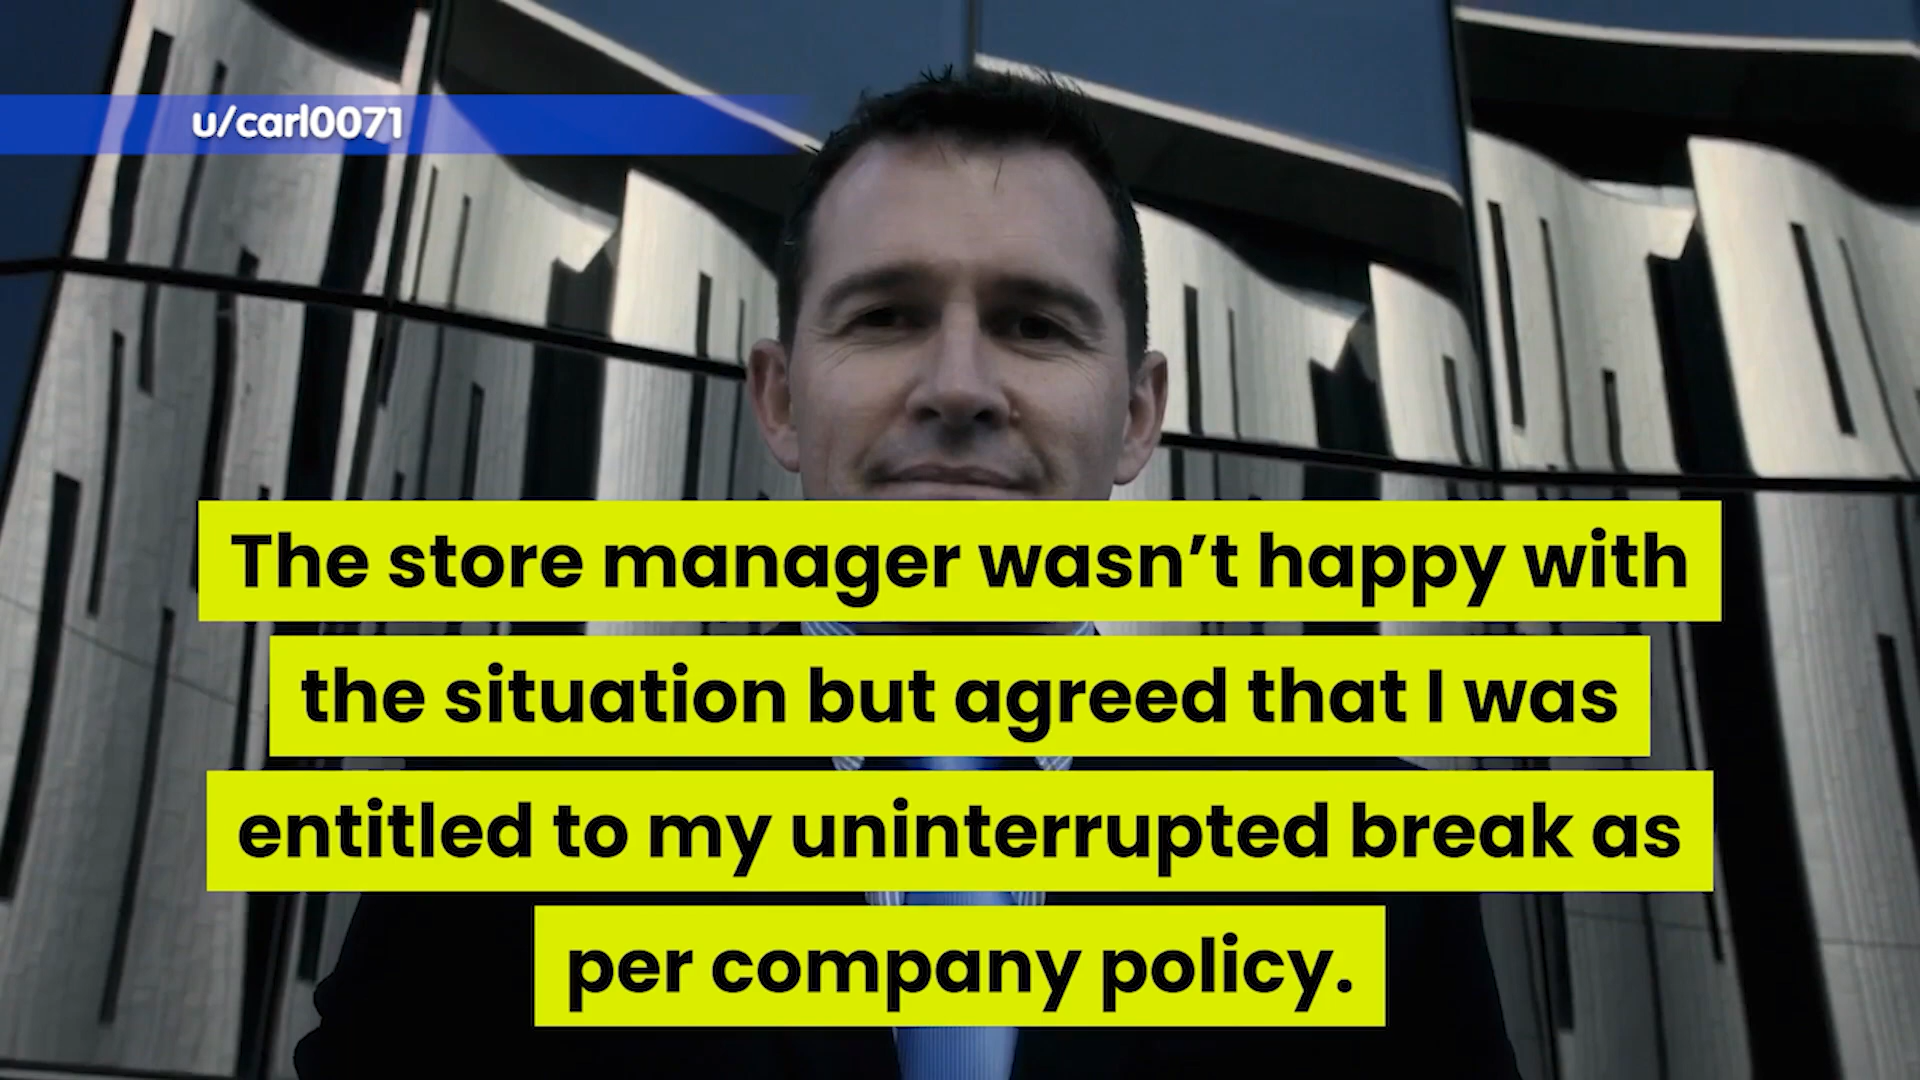 u/carl0071
The store manager wasn’t happy with
the situation but agreed that I was
entitled to my uninterrupted break as
per company policy.